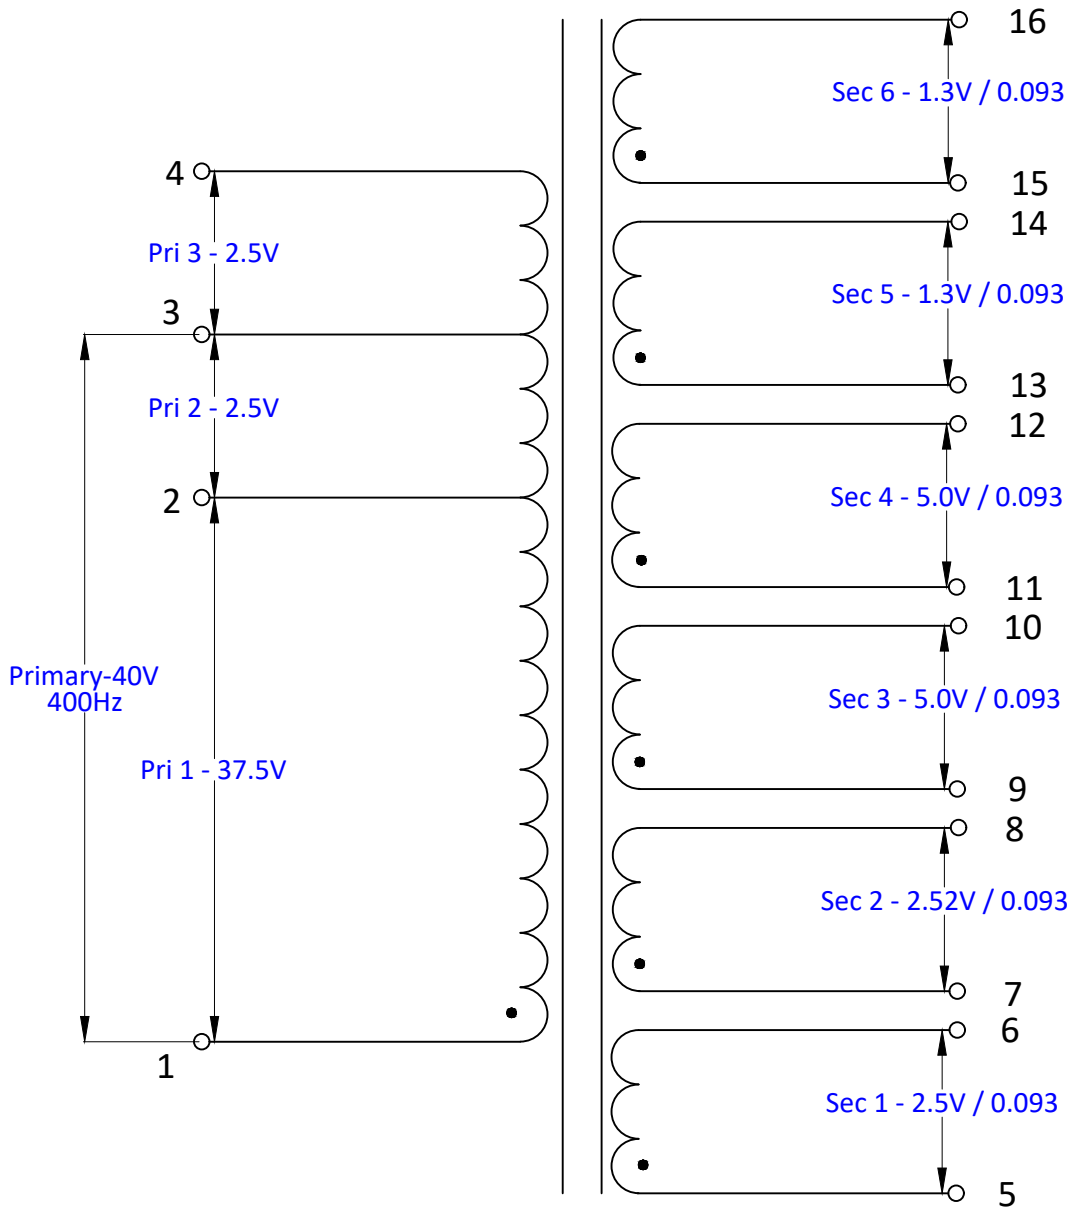 16
Sec 6 - 1.3V / 0.093
15
4
Pri 3 - 2.5V
14
Sec 5 - 1.3V / 0.093
3
13
Pri 2 - 2.5V
12
2
Sec 4 - 5.0V / 0.093
11
10
Primary-40V
400Hz
Sec 3 - 5.0V / 0.093
Pri 1 - 37.5V
9
8
Sec 2 - 2.52V / 0.093
7
6
1
Sec 1 - 2.5V / 0.093
5